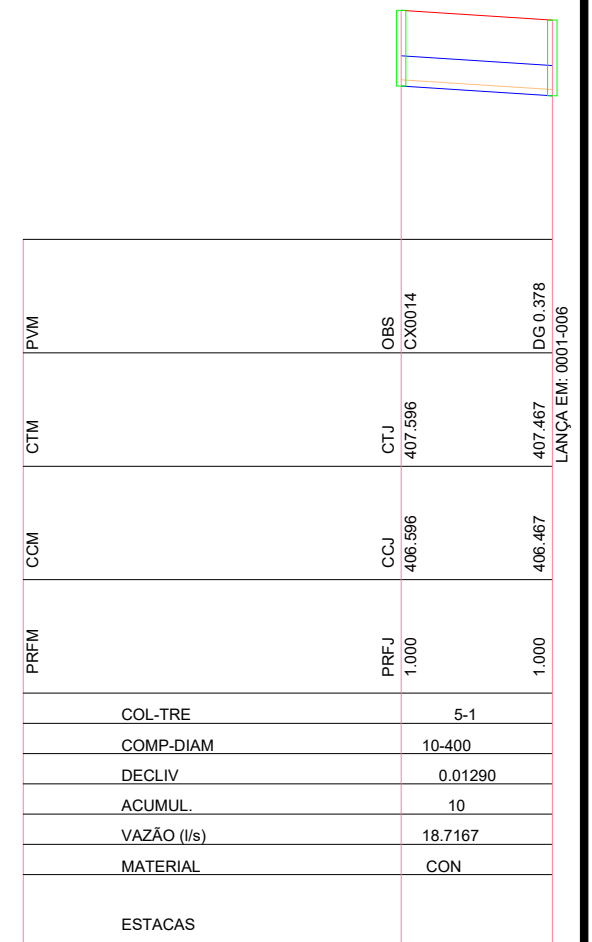 PVM OBS CX0014 DG 0.378
LANÇA EM: 0001-006
CTM CTJ 407.596 407.467
CCM CCJ 406.596 406.467
PRFM PRFJ 1.000 1.000
COL-TRE 5-1
COMP-DIAM 10-400
DECLIV 0.01290
ACUMUL. 10
VAZÃO (l/s) 18.7167
MATERIAL CON
ESTACAS